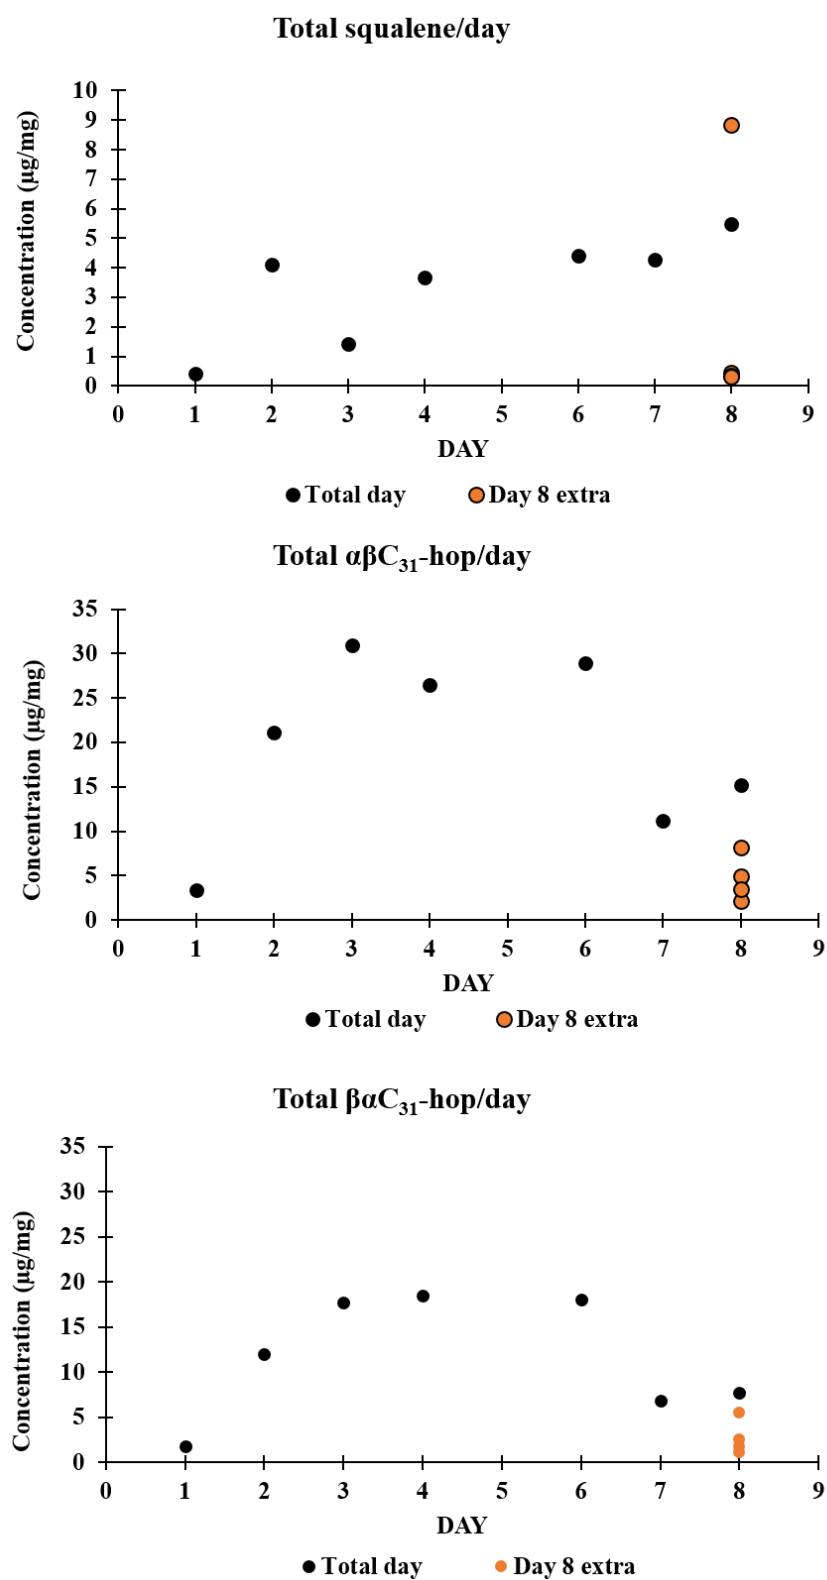 Total squalene/day
Concentration (µg/mg)
10
9
8
7
6
5
4
3
2
1
0
0 1 2 3 4 5 6 7 8 9
DAY
Total day Day 8 extra
Total αβC₃₁-hop/day
Concentration (µg/mg)
35
30
25
20
15
10
5
0
0 1 2 3 4 5 6 7 8 9
DAY
Total day Day 8 extra
Total βαC₃₁-hop/day
Concentration (µg/mg)
35
30
25
20
15
10
5
0
0 1 2 3 4 5 6 7 8 9
DAY
Total day Day 8 extra